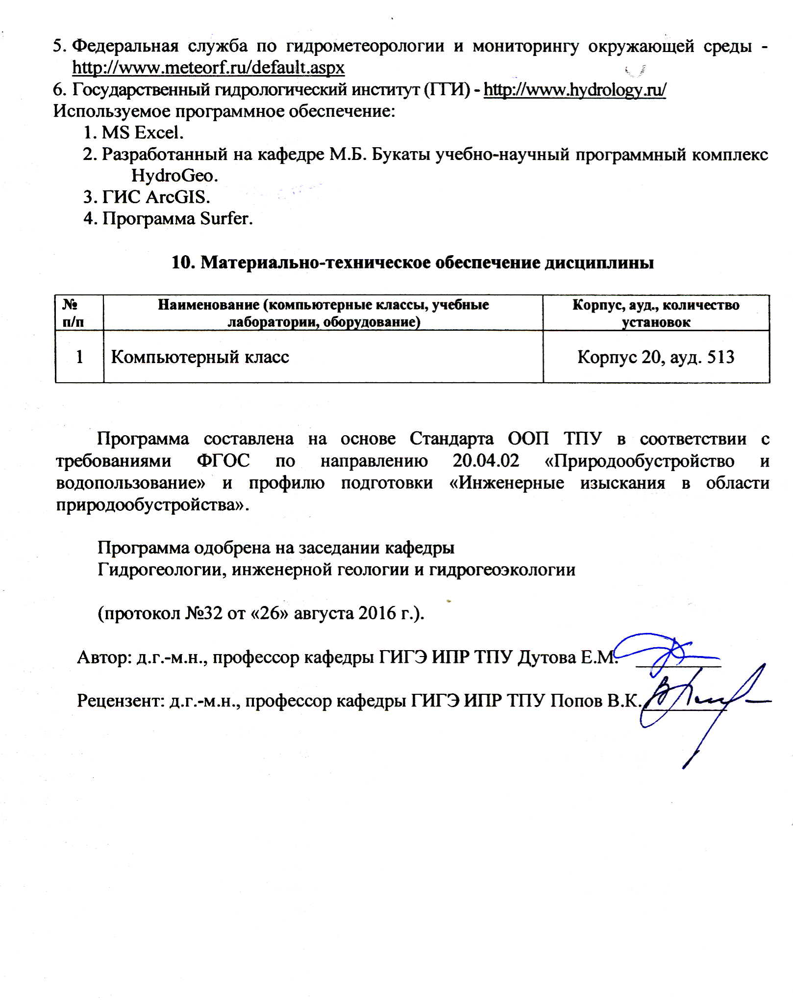 5. Федеральная служба по гидрометеорологии и мониторингу окружающей среды -
http://www.meteorf.ru/default.aspx
6. Государственный гидрологический институт (ГГИ) - http://www.hydrology.ru/
Используемое программное обеспечение:
1. MS Excel.
2. Разработанный на кафедре М.Б. Букаты учебно-научный программный комплекс
HydroGeo.
3. ГИС ArcGIS.
4. Программа Surfer.
10. Материально-техническое обеспечение дисциплины
№ п/п
Наименование (компьютерные классы, учебные
лаборатории, оборудование)
Корпус, ауд., количество
установок
1 Компьютерный класс Корпус 20, ауд. 513
Программа составлена на основе Стандарта ООП ТПУ в соответствии с
требованиями ФГОС по направлению 20.04.02 «Природообустройство и
водопользование» и профилю подготовки «Инженерные изыскания в области
природообустройства».
Программа одобрена на заседании кафедры
Гидрогеологии, инженерной геологии и гидрогеоэкологии
(протокол №32 от «26» августа 2016 г.).
Автор: д.г.-м.н., профессор кафедры ГИГЭ ИПР ТПУ Дутова Е.М.
Рецензент: д.г.-м.н., профессор кафедры ГИГЭ ИПР ТПУ Попов В.К.